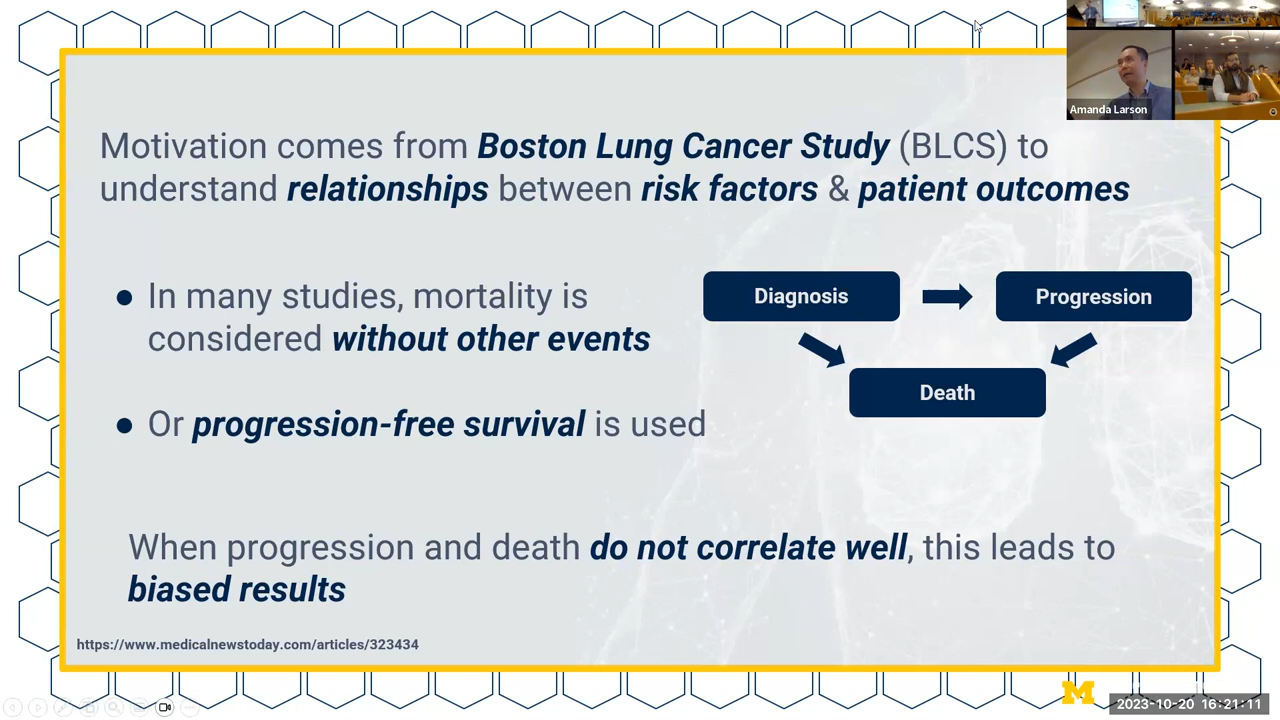 Amanda Larson
Motivation comes from Boston Lung Cancer Study (BLCS) to
understand relationships between risk factors & patient outcomes
● In many studies, mortality is
considered without other events
● Or progression-free survival is used
Diagnosis
Progression
Death
When progression and death do not correlate well, this leads to
biased results
https://www.medicalnewstoday.com/articles/323434
M
2023-10-20 16:21:11